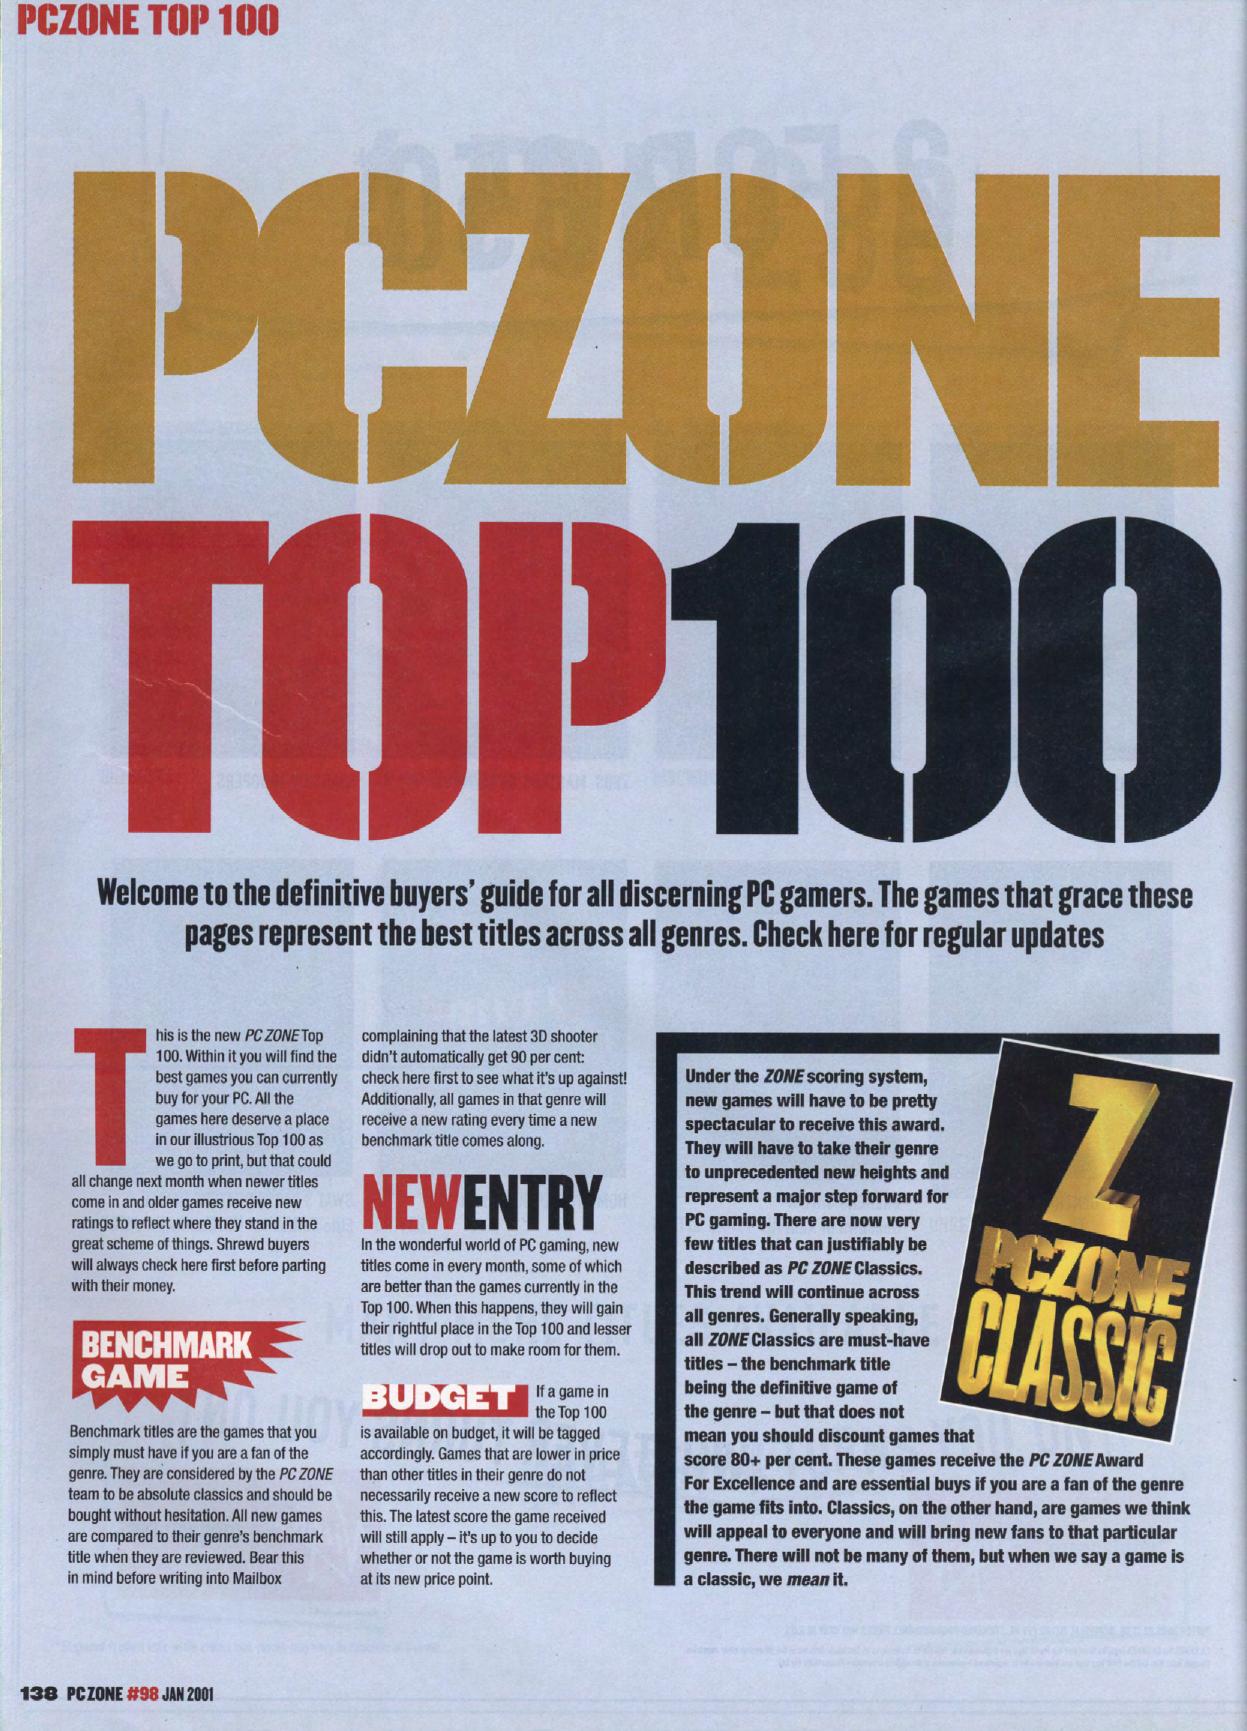 PCZONE TOP 100
PCZONE
TOP100
Welcome to the definitive buyers' guide for all discerning PC gamers. The games that grace these
pages represent the best titles across all genres. Check here for regular updates
This is the new PC ZONE Top
100. Within it you will find the
best games you can currently
buy for your PC. All the
games here deserve a place
in our illustrious Top 100 as
we go to print, but that could
all change next month when newer titles
come in and older games receive new
ratings to reflect where they stand in the
great scheme of things. Shrewd buyers
will always check here first before parting
with their money.
BENCHMARK
GAME
Benchmark titles are the games that you
simply must have if you are a fan of the
genre. They are considered by the PC ZONE
team to be absolute classics and should be
bought without hesitation. All new games
are compared to their genre's benchmark
title when they are reviewed. Bear this
in mind before writing into Mailbox
complaining that the latest 3D shooter
didn't automatically get 90 per cent:
check here first to see what it's up against!
Additionally, all games in that genre will
receive a new rating every time a new
benchmark title comes along.
NEWENTRY
In the wonderful world of PC gaming, new
titles come in every month, some of which
are better than the games currently in the
Top 100. When this happens, they will gain
their rightful place in the Top 100 and lesser
titles will drop out to make room for them.
BUDGET
If a game in
the Top 100
is available on budget, it will be tagged
accordingly. Games that are lower in price
than other titles in their genre do not
necessarily receive a new score to reflect
this. The latest score the game received
will still apply – it's up to you to decide
whether or not the game is worth buying
at its new price point.
Under the ZONE scoring system,
new games will have to be pretty
spectacular to receive this award.
They will have to take their genre
to unprecedented new heights and
represent a major step forward for
PC gaming. There are now very
few titles that can justifiably be
described as PC ZONE Classics.
This trend will continue across
all genres. Generally speaking,
all ZONE Classics are must-have
titles – the benchmark title
being the definitive game of
the genre – but that does not
mean you should discount games that
score 80+ per cent. These games receive the PC ZONE Award
For Excellence and are essential buys if you are a fan of the genre
the game fits into. Classics, on the other hand, are games we think
will appeal to everyone and will bring new fans to that particular
genre. There will not be many of them, but when we say a game is
a classic, we mean it.
Z
PCZONE
CLASSIC
138 PCZONE #98 JAN 2001